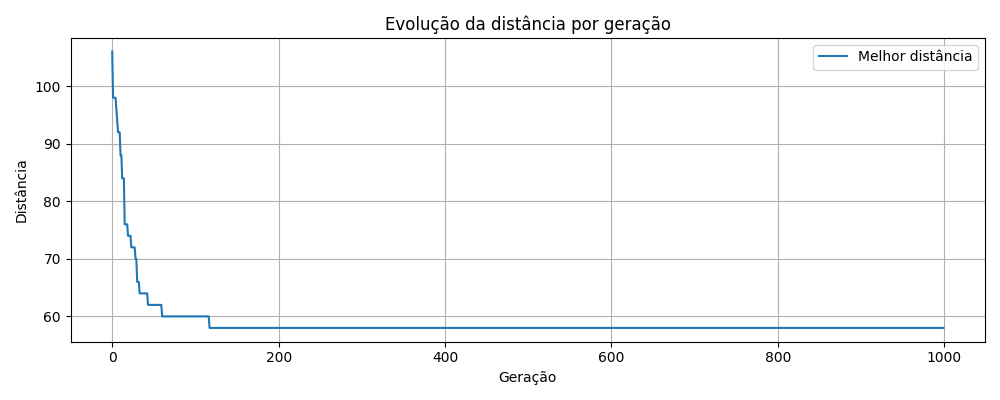 Evolução da distância por geração
Melhor distância
Distância
100
90
80
70
60
0 200 400 600 800 1000
Geração